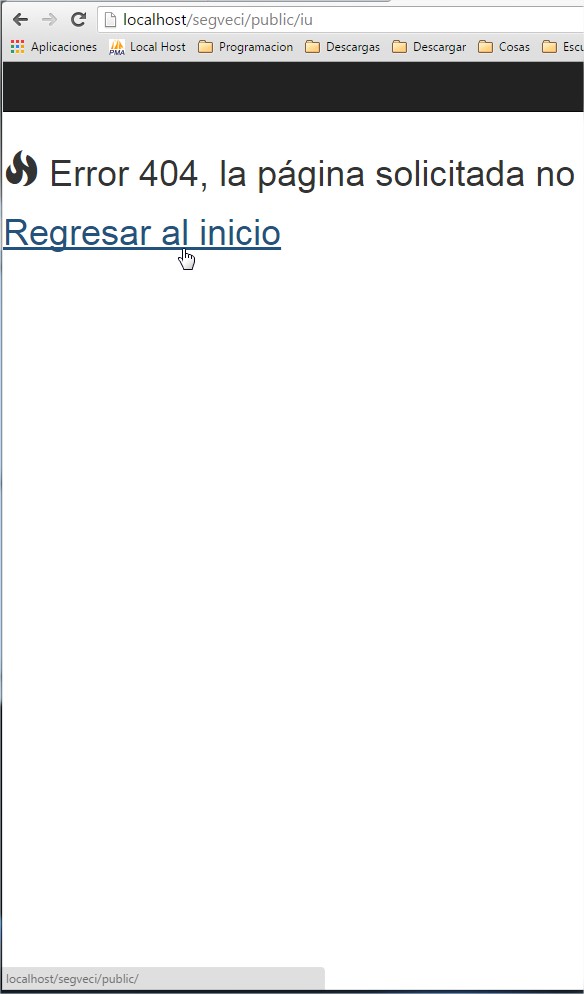 localhost/segveci/public/iu
Aplicaciones PMA Local Host Programacion Descargas Descargar Cosas Escu
Error 404, la página solicitada no
Regresar al inicio
localhost/segveci/public/